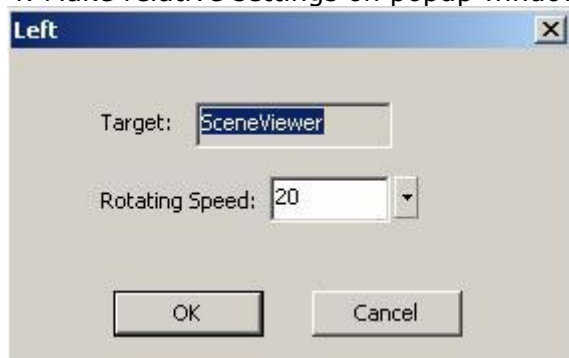 4. Make relative settings on popup window
Left
Target: SceneViewer
Rotating Speed: 20
OK Cancel